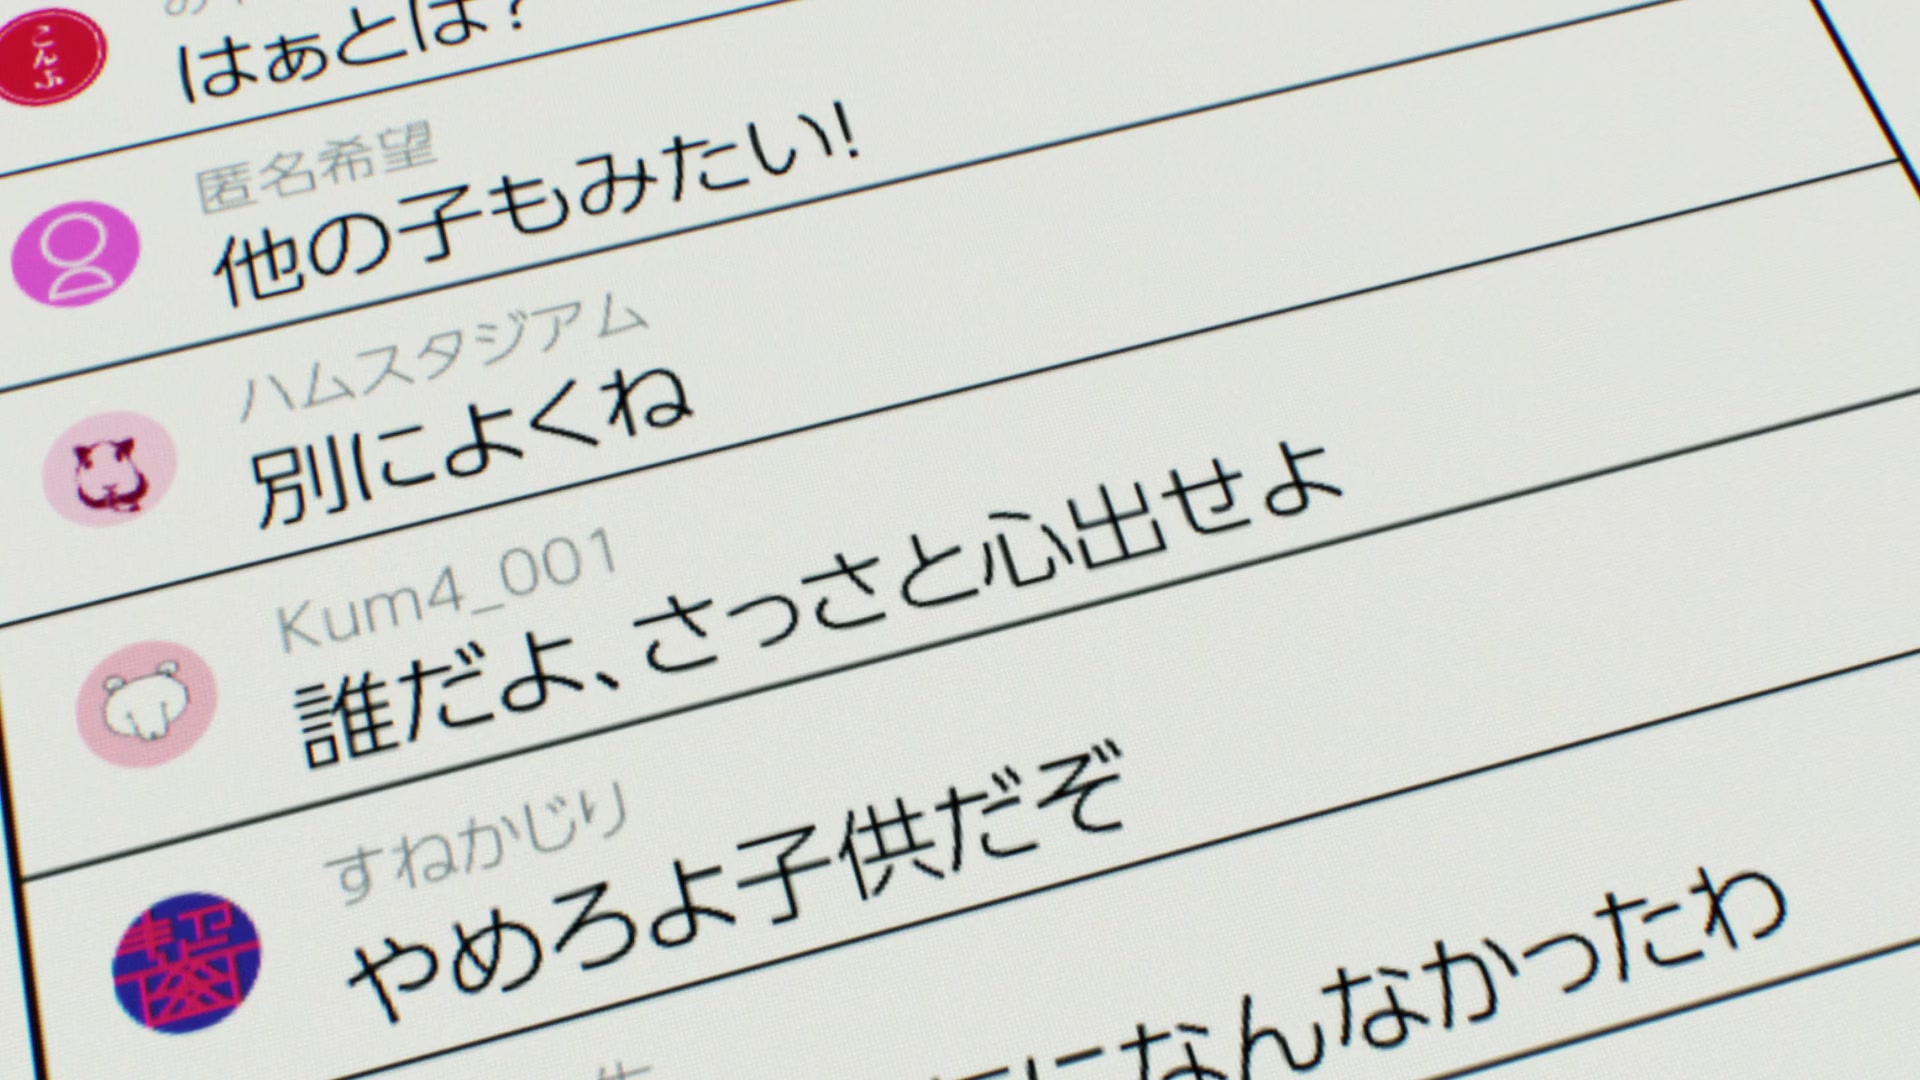 こんぶ
はぁとは?
匿名希望
他の子もみたい!
ハムスタジアム
別によくね
Kum4_001
誰だよ、さっさと心出せよ
すねかじり
やめろよ子供だぞ
になんなかったわ